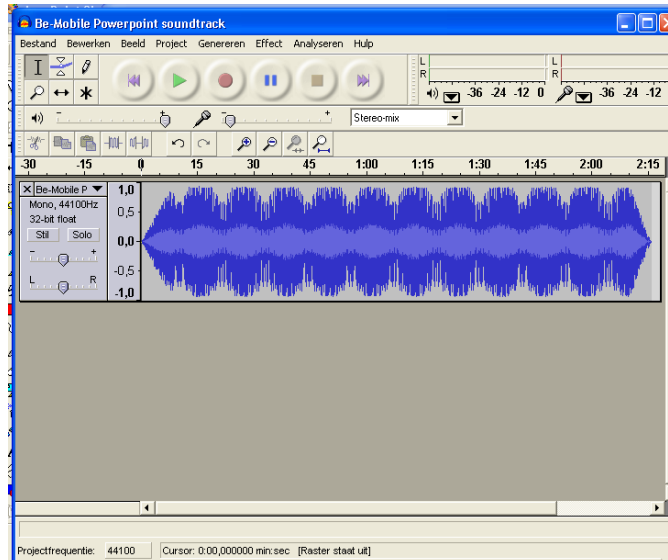 Be-Mobile Powerpoint soundtrack
Bestand Bewerken Beeld Project Genereren Effect Analyseren Hulp
L
R
-36 -24 -12 0
L
R
-36 -24 -12
- +
- +
Stereo-mix
-30 -15 0 15 30 45 1:00 1:15 1:30 1:45 2:00 2:15
Be-Mobile P
Mono, 44100Hz
32-bit float
Stil Solo
- +
L R
1,0
0,5
0,0
-0,5
-1,0
Projectfrequentie: 44100 Cursor: 0:00,000000 min:sec [Raster staat uit]